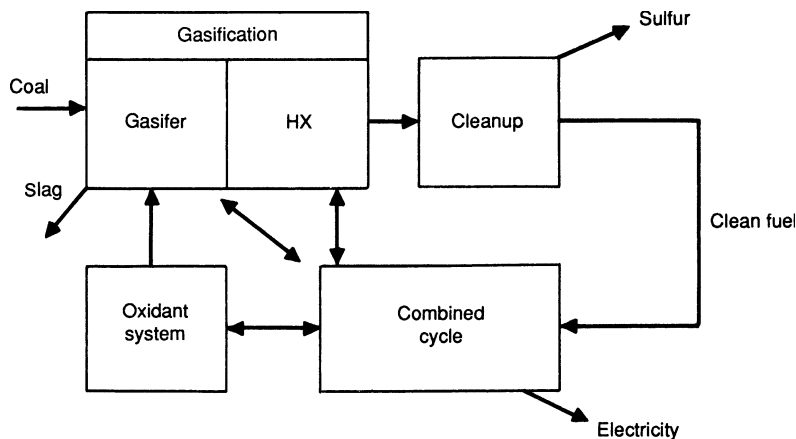 Gasification
Sulfur
Coal
Gasifer
HX
Cleanup
Slag
Clean fuel
Oxidant
system
Combined
cycle
Electricity